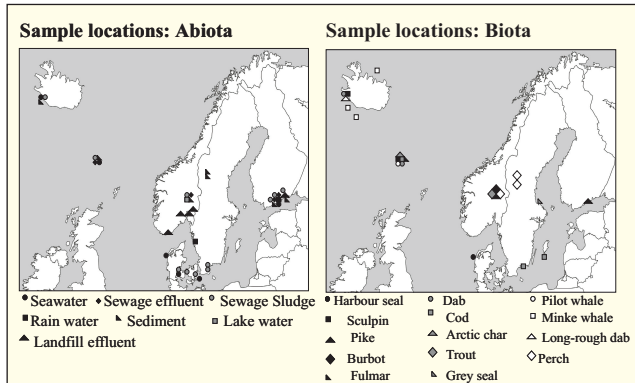 Sample locations: Abiota
Sample locations: Biota
Seawater Sewage effluent Sewage Sludge
Rain water Sediment Lake water
Landfill effluent
Harbour seal Dab Pilot whale
Sculpin Cod Minke whale
Pike Arctic char Long-rough dab
Burbot Trout Perch
Fulmar Grey seal